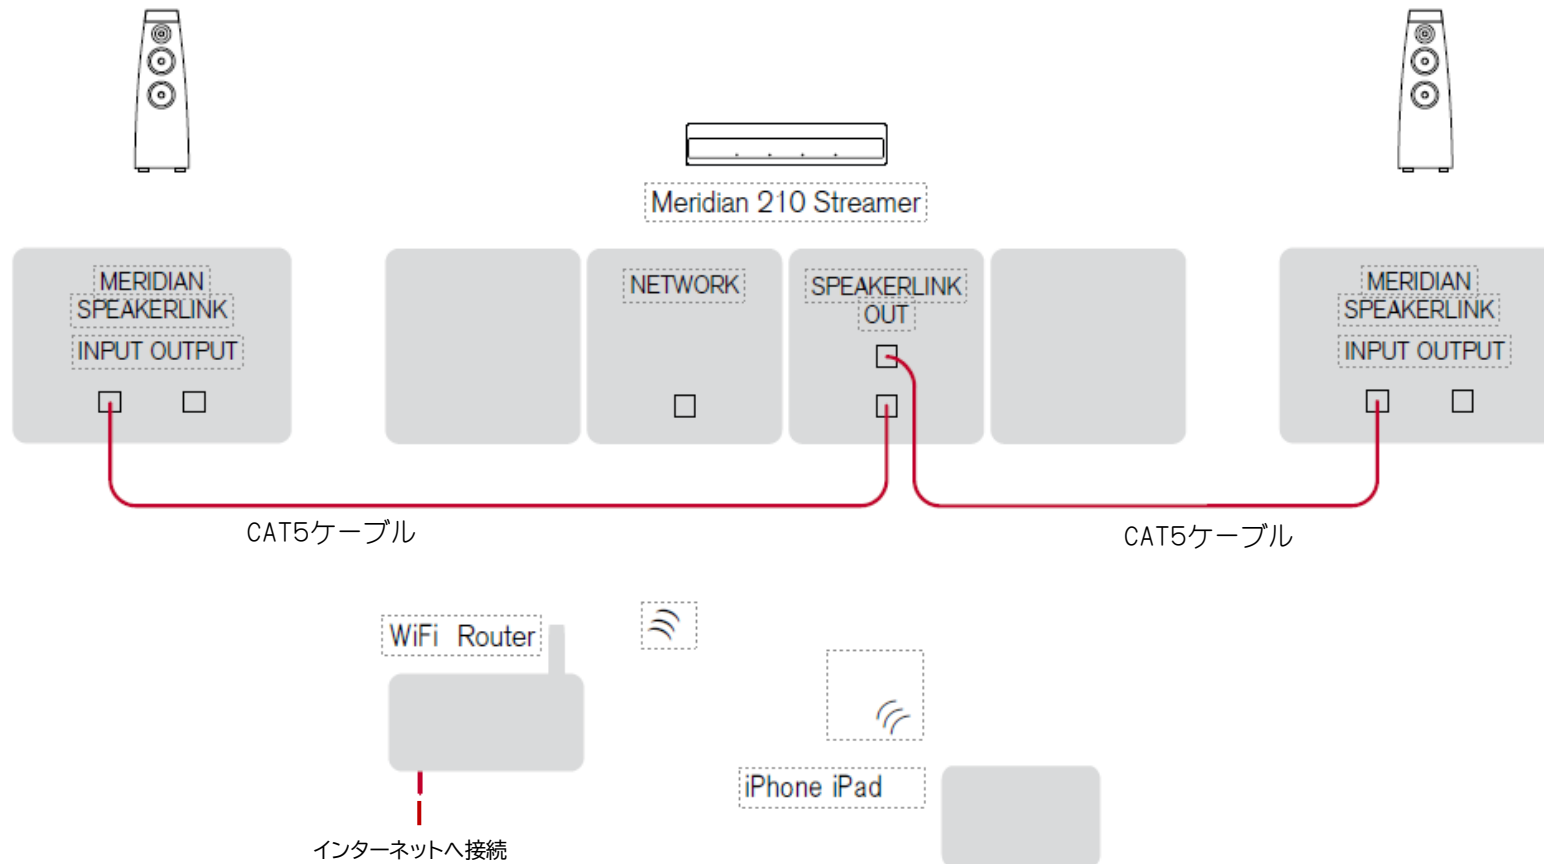 Meridian 210 Streamer
MERIDIAN
SPEAKERLINK
INPUT OUTPUT
NETWORK
SPEAKERLINK
OUT
MERIDIAN
SPEAKERLINK
INPUT OUTPUT
CAT5ケーブル
CAT5ケーブル
WiFi Router
iPhone iPad
インターネットへ接続